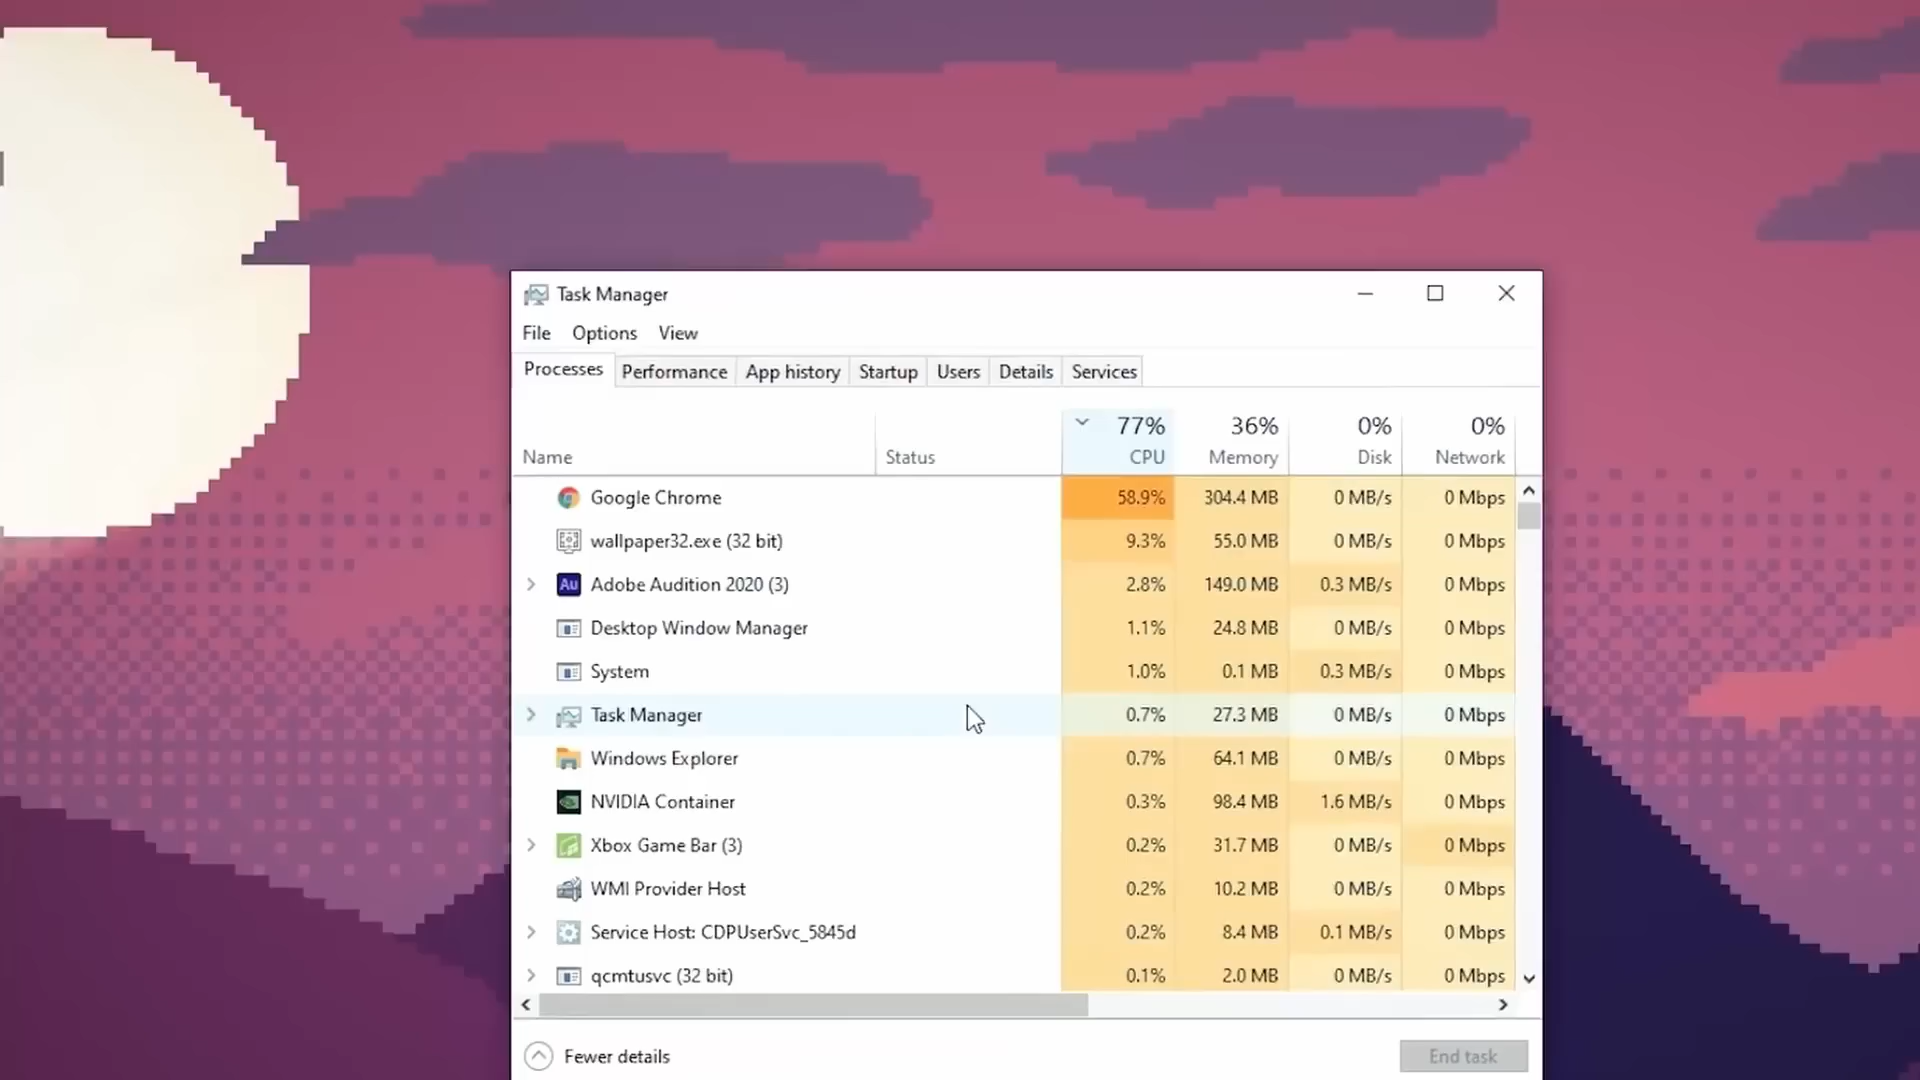 Task Manager
File Options View
Processes Performance App history Startup Users Details Services
77% 36% 0% 0%
Name Status CPU Memory Disk Network
Google Chrome 58.9% 304.4 MB 0 MB/s 0 Mbps
wallpaper32.exe (32 bit) 9.3% 55.0 MB 0 MB/s 0 Mbps
Au Adobe Audition 2020 (3) 2.8% 149.0 MB 0.3 MB/s 0 Mbps
Desktop Window Manager 1.1% 24.8 MB 0 MB/s 0 Mbps
System 1.0% 0.1 MB 0.3 MB/s 0 Mbps
Task Manager 0.7% 27.3 MB 0 MB/s 0 Mbps
Windows Explorer 0.7% 64.1 MB 0 MB/s 0 Mbps
NVIDIA Container 0.3% 98.4 MB 1.6 MB/s 0 Mbps
Xbox Game Bar (3) 0.2% 31.7 MB 0 MB/s 0 Mbps
WMI Provider Host 0.2% 10.2 MB 0 MB/s 0 Mbps
Service Host: CDPUserSvc_5845d 0.2% 8.4 MB 0.1 MB/s 0 Mbps
qcmtusvc (32 bit) 0.1% 2.0 MB 0 MB/s 0 Mbps
Fewer details End task